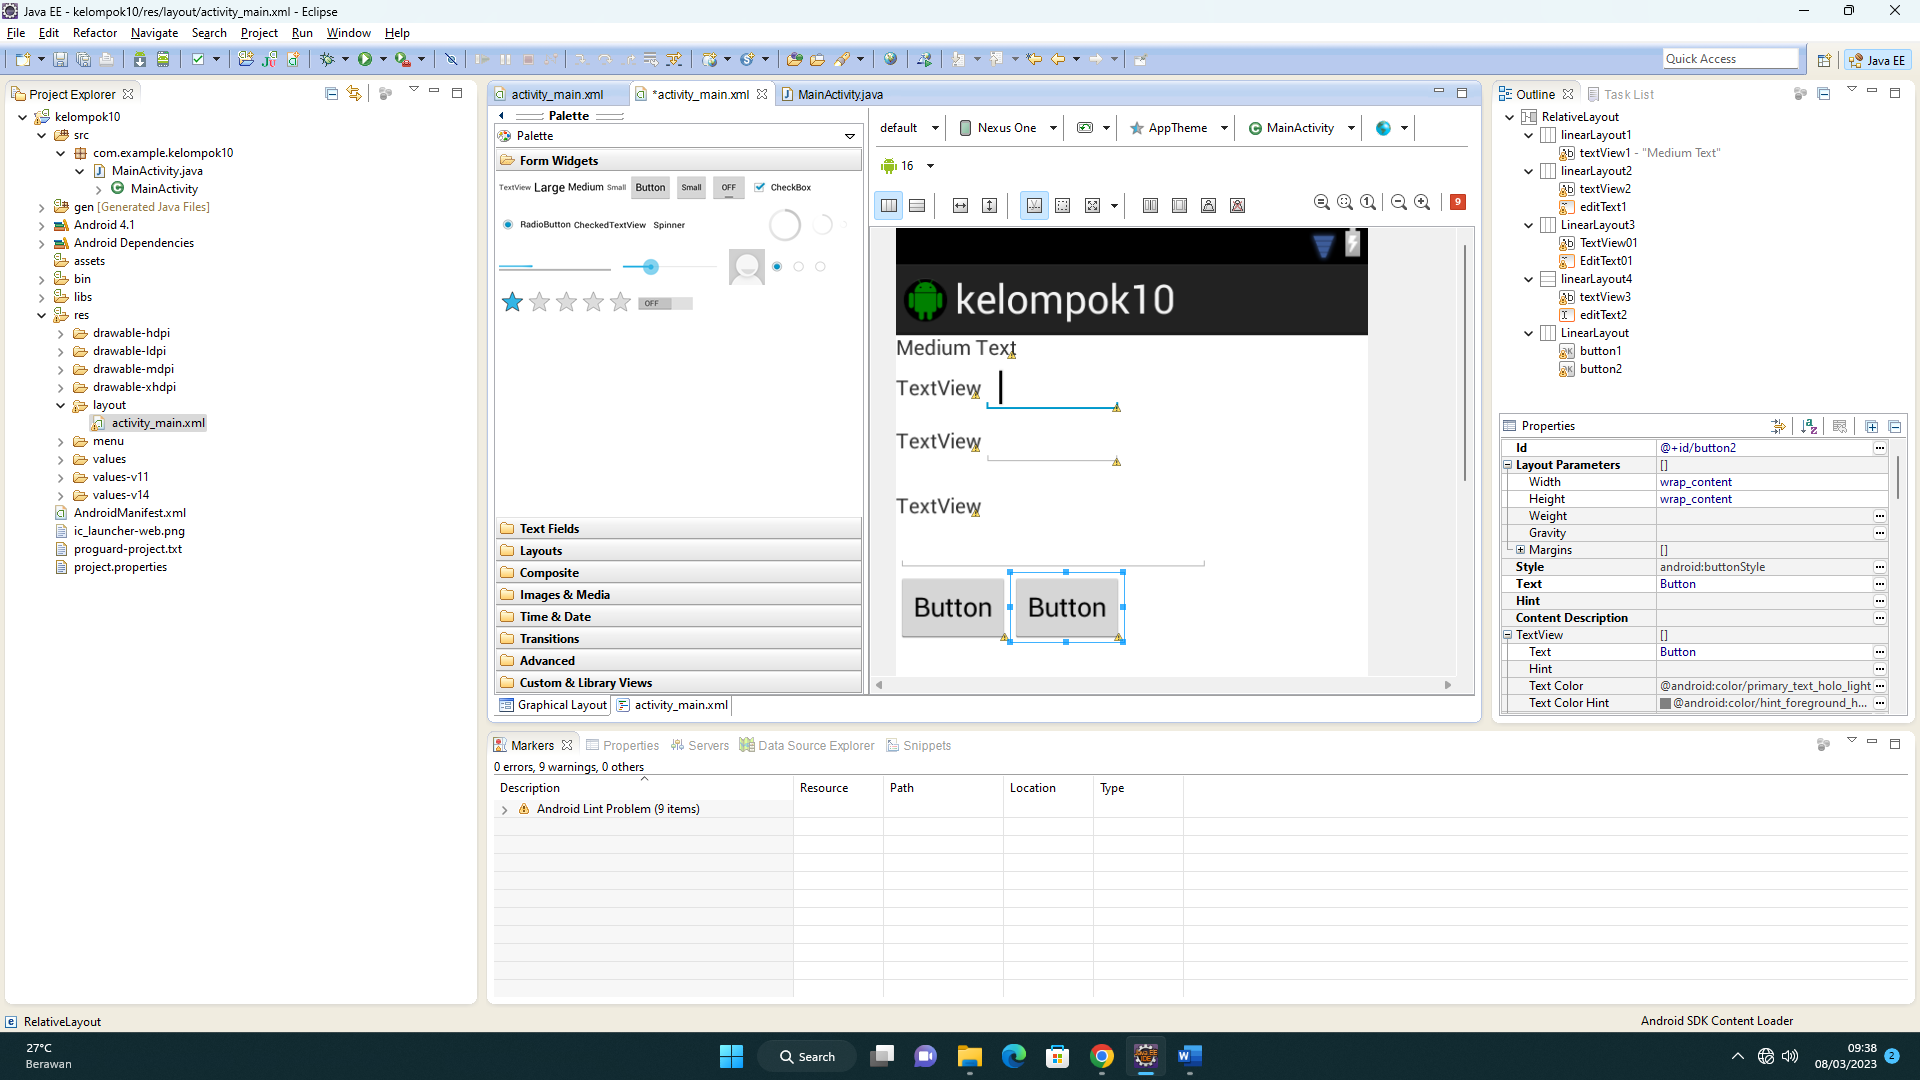 Java EE - kelompok10/res/layout/activity_main.xml - Eclipse
File Edit Refactor Navigate Search Project Run Window Help
Quick Access
Java EE
Project Explorer
kelompok10
src
com.example.kelompok10
MainActivity.java
MainActivity
gen [Generated Java Files]
Android 4.1
Android Dependencies
assets
bin
libs
res
drawable-hdpi
drawable-ldpi
drawable-mdpi
drawable-xhdpi
layout
activity_main.xml
menu
values
values-v11
values-v14
AndroidManifest.xml
ic_launcher-web.png
proguard-project.txt
project.properties
activity_main.xml
*activity_main.xml
MainActivity.java
Palette
Palette
Form Widgets
TextView Large Medium Small Button Small OFF CheckBox
RadioButton CheckedTextView Spinner
OFF
Text Fields
Layouts
Composite
Images & Media
Time & Date
Transitions
Advanced
Custom & Library Views
Graphical Layout
activity_main.xml
default
Nexus One
AppTheme
MainActivity
16
9
kelompok10
Medium Text
TextView
TextView
TextView
Button Button
Outline
Task List
RelativeLayout
linearLayout1
textView1 - "Medium Text"
linearLayout2
textView2
editText1
LinearLayout3
TextView01
EditText01
linearLayout4
textView3
editText2
LinearLayout
button1
button2
Properties
Id @+id/button2
Layout Parameters []
Width wrap_content
Height wrap_content
Weight
Gravity
Margins []
Style android:buttonStyle
Text Button
Hint
Content Description
TextView []
Text Button
Hint
Text Color @android:color/primary_text_holo_light
Text Color Hint @android:color/hint_foreground_h...
Markers
Properties
Servers
Data Source Explorer
Snippets
0 errors, 9 warnings, 0 others
Description Resource Path Location Type
Android Lint Problem (9 items)
RelativeLayout
Android SDK Content Loader
27°C
Berawan
Search
09:38
08/03/2023
2